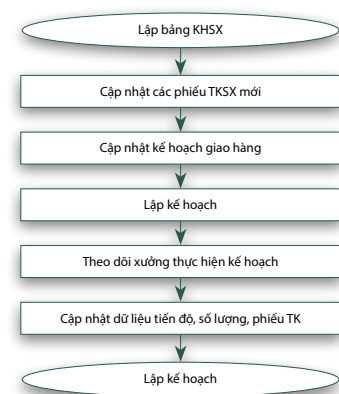 Lập bảng KHSX
Cập nhật các phiếu TKSX mới
Cập nhật kế hoạch giao hàng
Lập kế hoạch
Theo dõi xưởng thực hiện kế hoạch
Cập nhật dữ liệu tiến độ, số lượng, phiếu TK
Lập kế hoạch